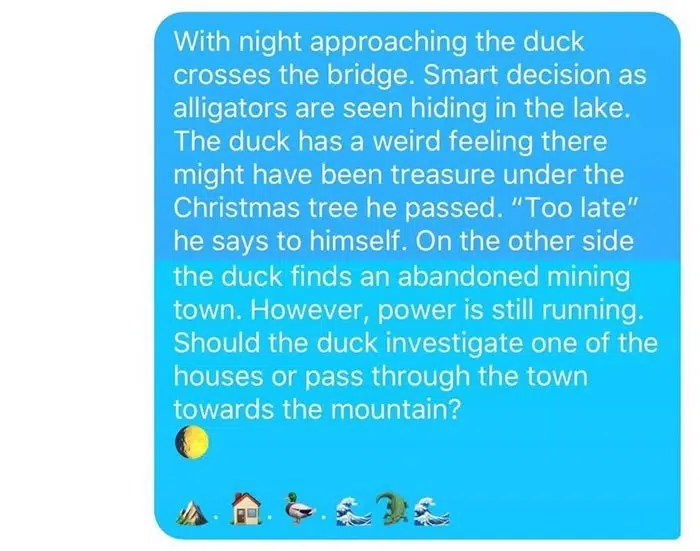 With night approaching the duck
crosses the bridge. Smart decision as
alligators are seen hiding in the lake.
The duck has a weird feeling there
might have been treasure under the
Christmas tree he passed. “Too late”
he says to himself. On the other side
the duck finds an abandoned mining
town. However, power is still running.
Should the duck investigate one of the
houses or pass through the town
towards the mountain?
🌔
⛰️. 🏠. 🦆. 🌊🐊🌊